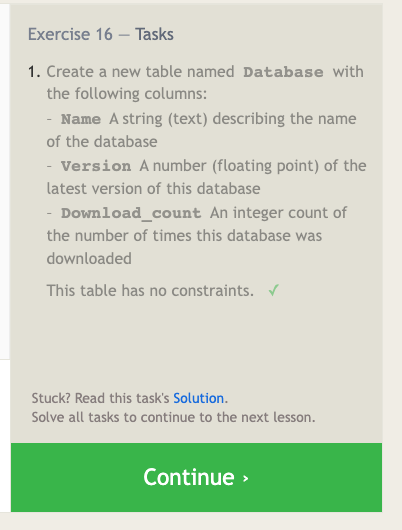 Exercise 16 — Tasks
1. Create a new table named Database with
the following columns:
- Name A string (text) describing the name
of the database
- Version A number (floating point) of the
latest version of this database
- Download_count An integer count of
the number of times this database was
downloaded
This table has no constraints. ✓
Stuck? Read this task's Solution.
Solve all tasks to continue to the next lesson.
Continue ›